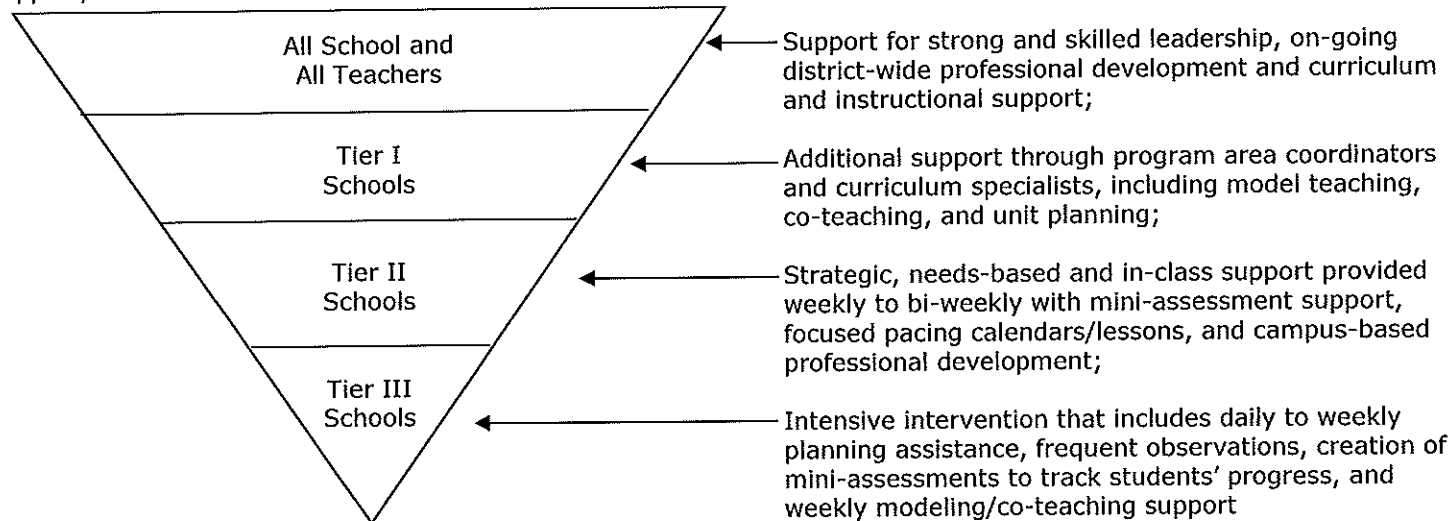 All School and
All Teachers
Support for strong and skilled leadership, on-going
district-wide professional development and curriculum
and instructional support;
Tier I
Schools
Additional support through program area coordinators
and curriculum specialists, including model teaching,
co-teaching, and unit planning;
Tier II
Schools
Strategic, needs-based and in-class support provided
weekly to bi-weekly with mini-assessment support,
focused pacing calendars/lessons, and campus-based
professional development;
Tier III
Schools
Intensive intervention that includes daily to weekly
planning assistance, frequent observations, creation of
mini-assessments to track students' progress, and
weekly modeling/co-teaching support